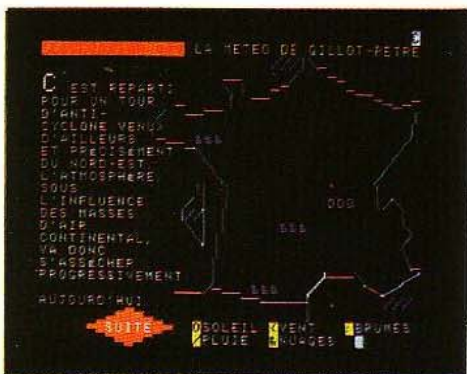 LA METEO DE GILLOT-PETRE
C'EST REPARTI
POUR UN TOUR
D'ANTI-
CYCLONE VENU
D'AILLEURS
ET PRECISEMENT
DU NORD-EST.
L'ATMOSPHERE
SOUS
L'INFLUENCE
DES MASSES
D'AIR
CONTINENTAL,
VA DONC
S'ASSECHER
PROGRESSIVEMENT
AUJOURD'HUI..
SUITE
SOLEIL VENT BRUMES
PLUIE NUAGES